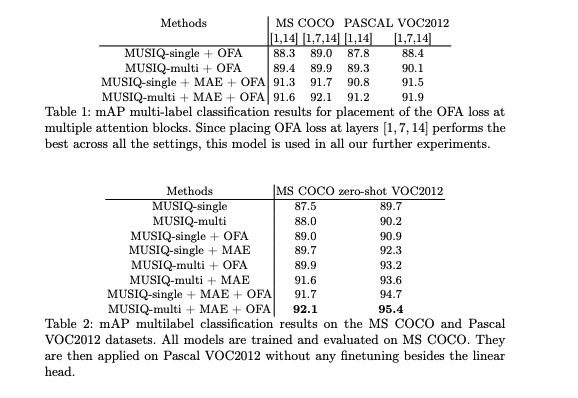 Methods MS COCO PASCAL VOC2012
[1,14] [1,7,14] [1,14] [1,7,14]
MUSIQ-single + OFA 88.3 89.0 87.8 88.4
MUSIQ-multi + OFA 89.4 89.9 89.3 90.1
MUSIQ-single + MAE + OFA 91.3 91.7 90.8 91.5
MUSIQ-multi + MAE + OFA 91.6 92.1 91.2 91.9
Table 1: mAP multi-label classification results for placement of the OFA loss at
multiple attention blocks. Since placing OFA loss at layers [1, 7, 14] performs the
best across all the settings, this model is used in all our further experiments.
Methods MS COCO zero-shot VOC2012
MUSIQ-single 87.5 89.7
MUSIQ-multi 88.0 90.2
MUSIQ-single + OFA 89.0 90.9
MUSIQ-single + MAE 89.7 92.3
MUSIQ-multi + OFA 89.9 93.2
MUSIQ-multi + MAE 91.6 93.6
MUSIQ-single + MAE + OFA 91.7 94.7
MUSIQ-multi + MAE + OFA 92.1 95.4
Table 2: mAP multilabel classification results on the MS COCO and Pascal
VOC2012 datasets. All models are trained and evaluated on MS COCO. They
are then applied on Pascal VOC2012 without any finetuning besides the linear
head.